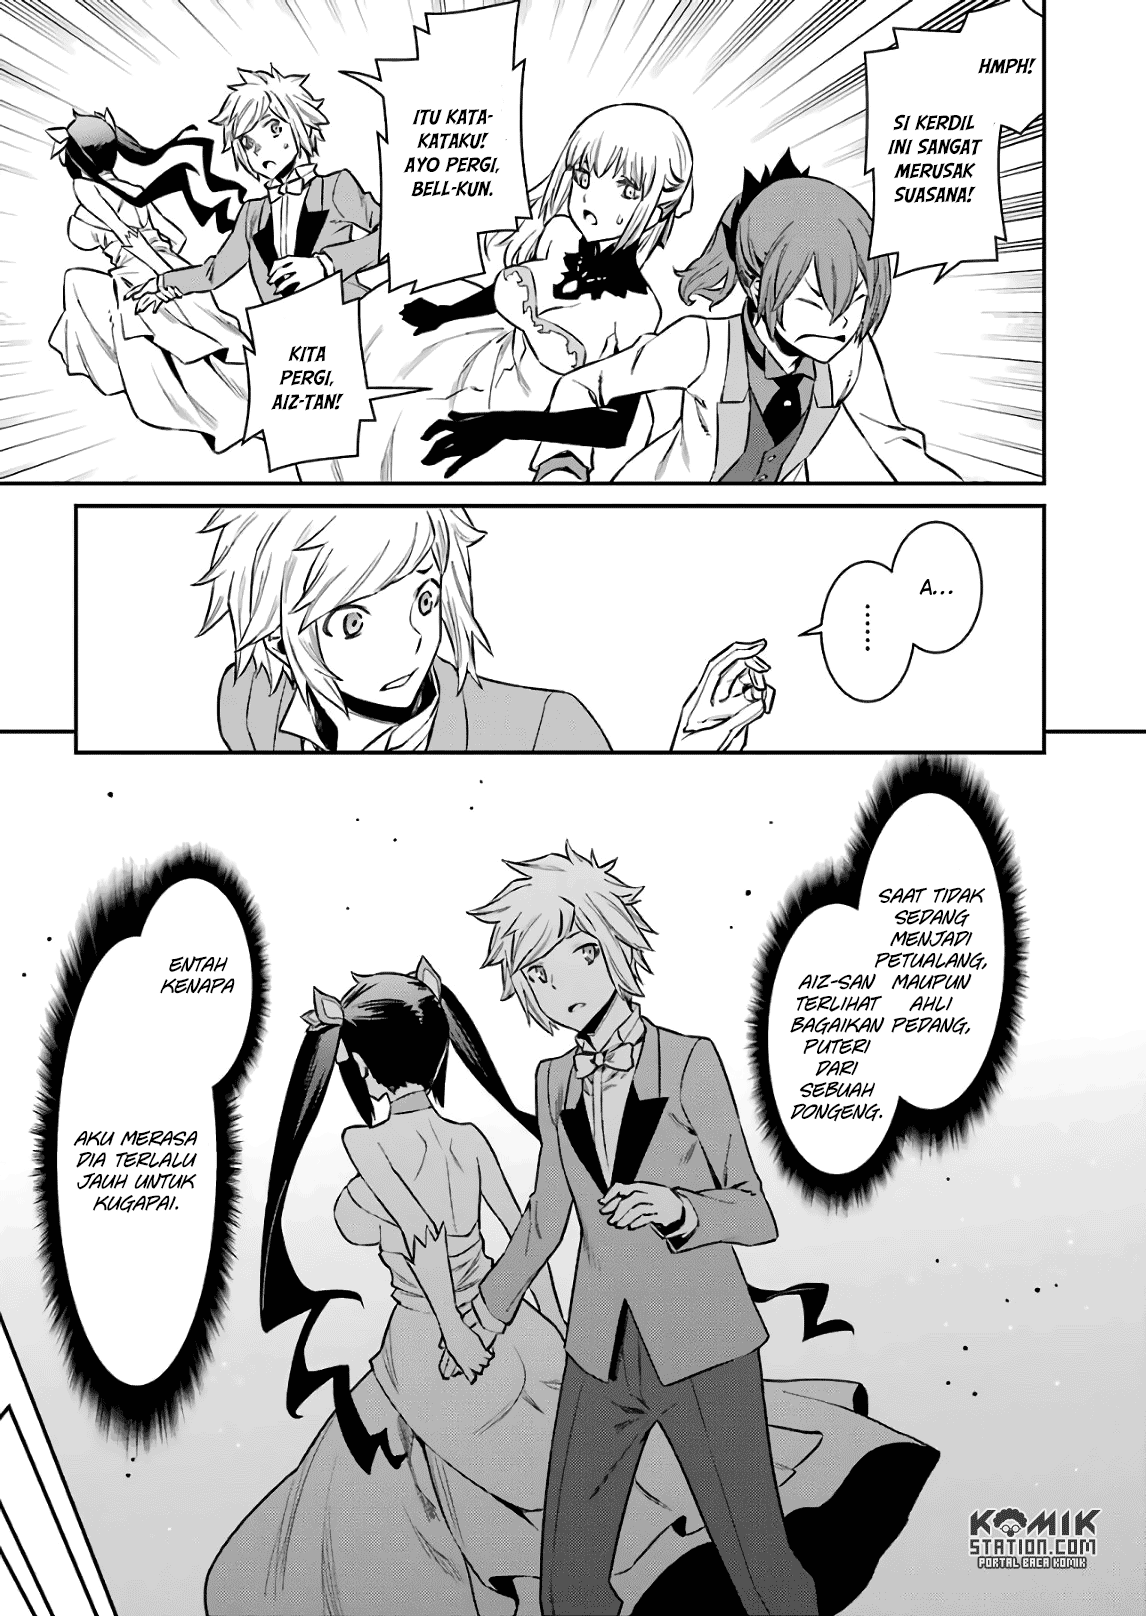 HMPH!
SI KERDIL
INI SANGAT
MERUSAK
SUASANA!
ITU KATA-
KATAKU!
AYO PERGI,
BELL-KUN.
KITA
PERGI,
AIZ-TAN!
A...
......
SAAT TIDAK
SEDANG
MENJADI
PETUALANG,
MAUPUN
AHLI
PEDANG,
AIZ-SAN
TERLIHAT
BAGAIKAN
PUTERI
DARI
SEBUAH
DONGENG.
ENTAH
KENAPA
AKU MERASA
DIA TERLALU
JAUH UNTUK
KUGAPAI.
KOMIK
STATION.COM
PORTAL BACA KOMIK